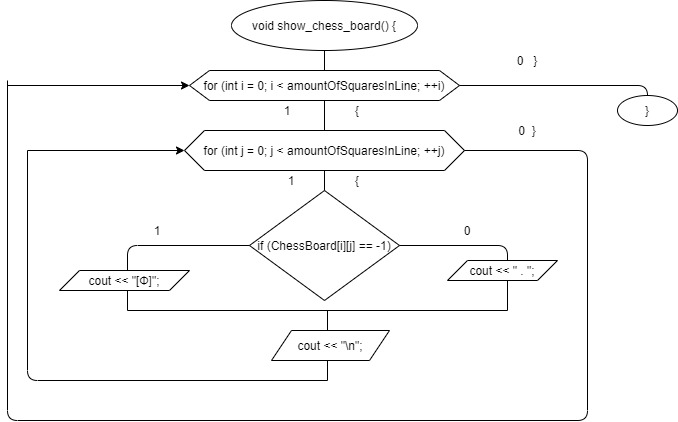 void show_chess_board() {
0 }
for (int i = 0; i < amountOfSquaresInLine; ++i)
}
1 {
0 }
for (int j = 0; j < amountOfSquaresInLine; ++j)
1 {
1
0
if (ChessBoard[i][j] == -1)
cout << "[Ф]";
cout << " . ";
cout << "\n";